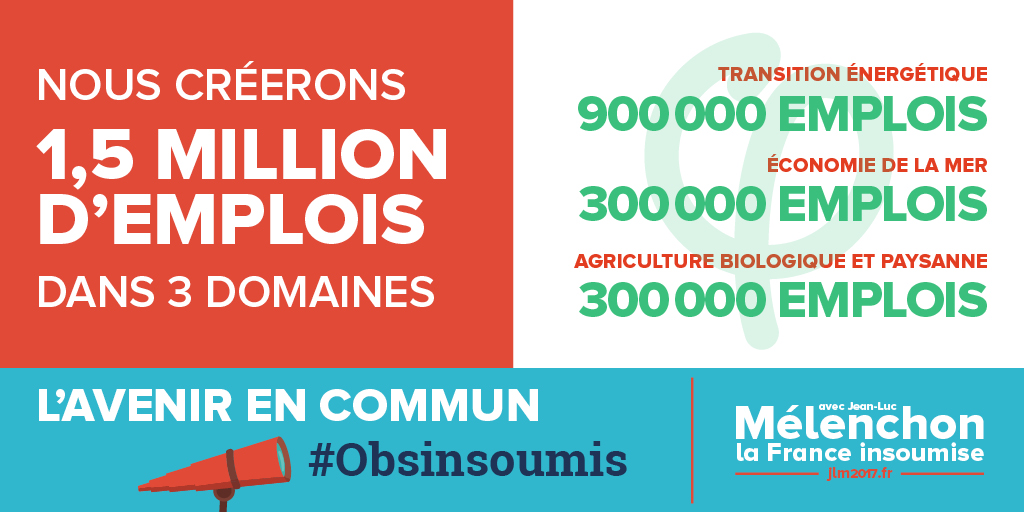 NOUS CRÉERONS
1,5 MILLION
D'EMPLOIS
DANS 3 DOMAINES
TRANSITION ÉNERGÉTIQUE
900 000 EMPLOIS
ÉCONOMIE DE LA MER
300 000 EMPLOIS
AGRICULTURE BIOLOGIQUE ET PAYSANNE
300 000 EMPLOIS
L'AVENIR EN COMMUN
#Obsinsoumis
avec Jean-Luc
Mélenchon
la France insoumise
jlm2017.fr